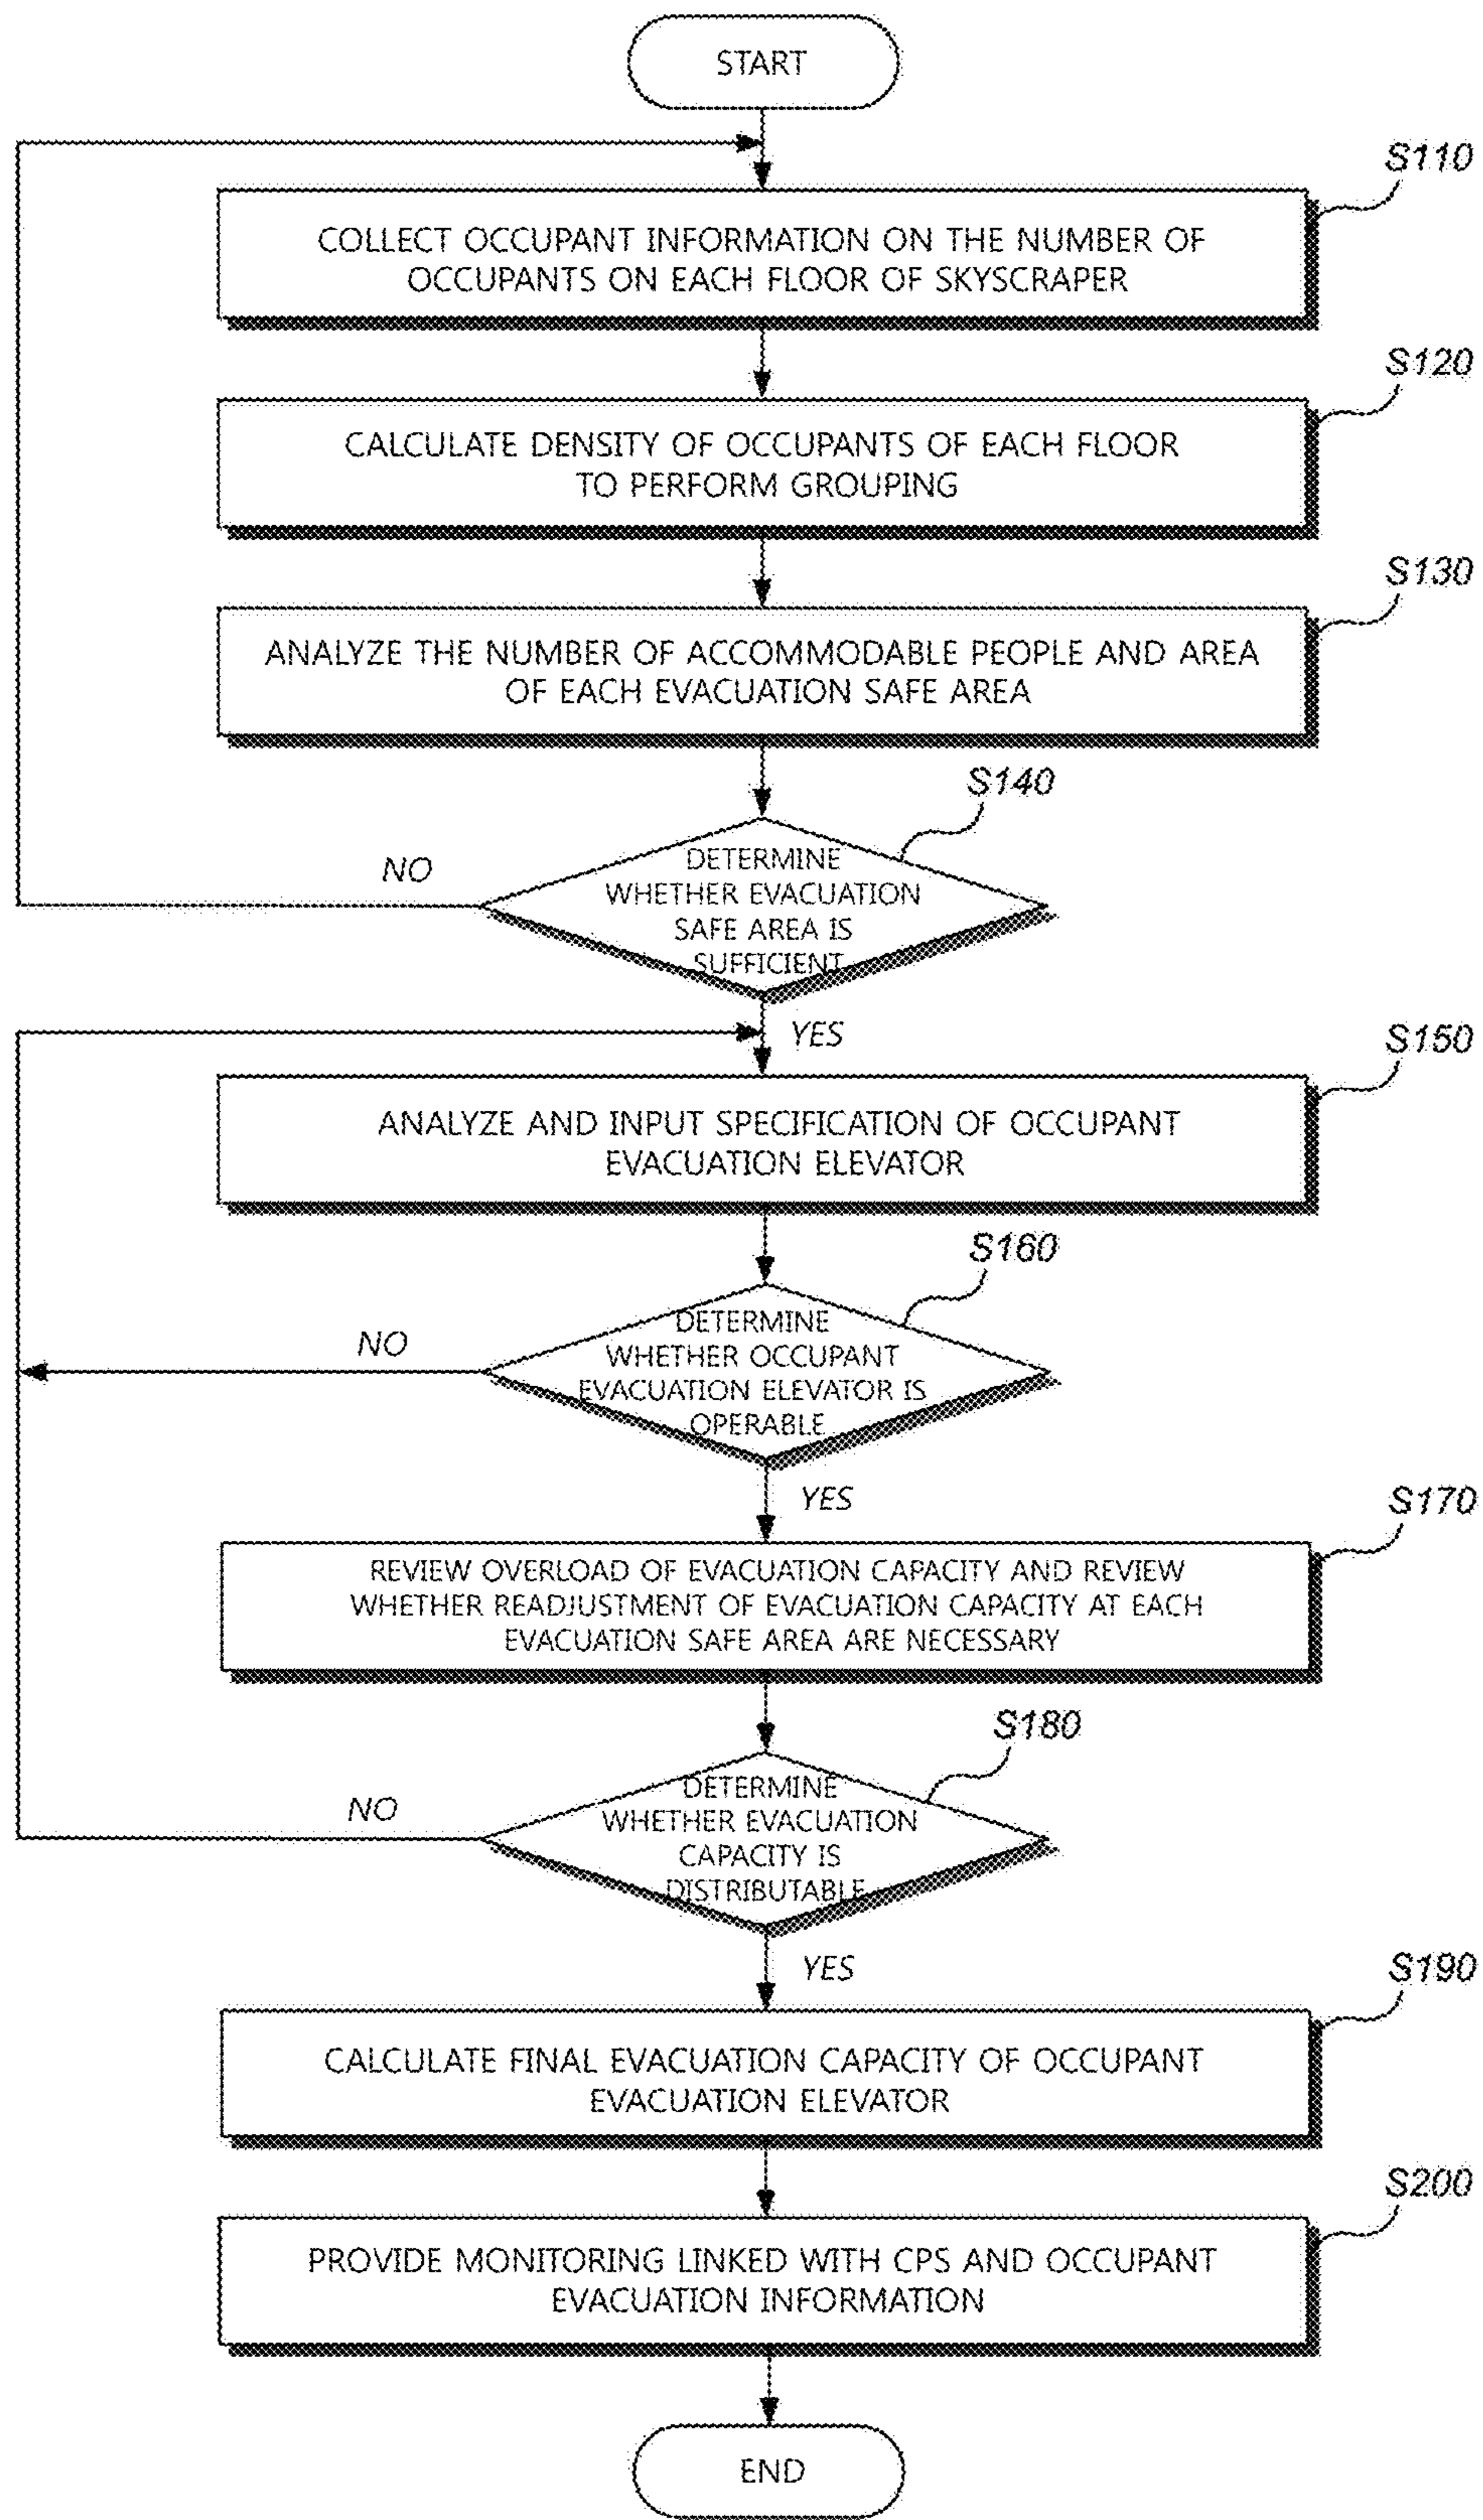 START
S110
COLLECT OCCUPANT INFORMATION ON THE NUMBER OF
OCCUPANTS ON EACH FLOOR OF SKYSCRAPER
S120
CALCULATE DENSITY OF OCCUPANTS OF EACH FLOOR
TO PERFORM GROUPING
S130
ANALYZE THE NUMBER OF ACCOMMODABLE PEOPLE AND AREA
OF EACH EVACUATION SAFE AREA
S140
NO
DETERMINE
WHETHER EVACUATION
SAFE AREA IS
SUFFICIENT
YES
S150
ANALYZE AND INPUT SPECIFICATION OF OCCUPANT
EVACUATION ELEVATOR
S160
NO
DETERMINE
WHETHER OCCUPANT
EVACUATION ELEVATOR IS
OPERABLE
YES
S170
REVIEW OVERLOAD OF EVACUATION CAPACITY AND REVIEW
WHETHER READJUSTMENT OF EVACUATION CAPACITY AT EACH
EVACUATION SAFE AREA ARE NECESSARY
S180
NO
DETERMINE
WHETHER EVACUATION
CAPACITY IS
DISTRIBUTABLE
YES
S190
CALCULATE FINAL EVACUATION CAPACITY OF OCCUPANT
EVACUATION ELEVATOR
S200
PROVIDE MONITORING LINKED WITH CPS AND OCCUPANT
EVACUATION INFORMATION
END